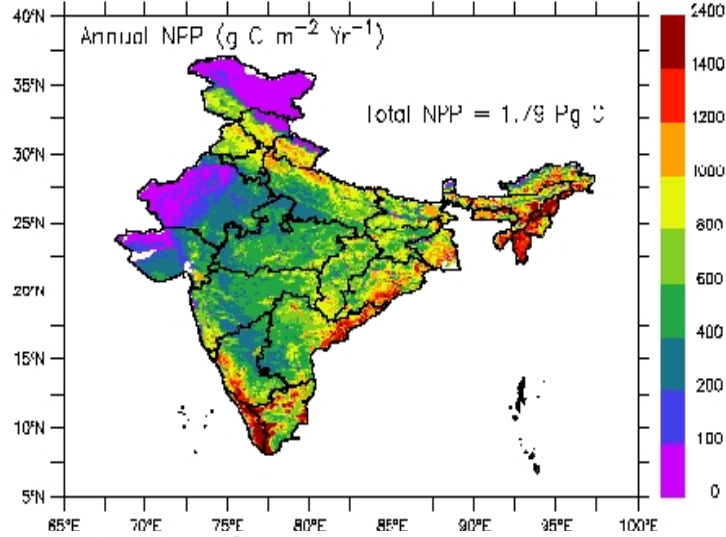 Annual NPP (g C m⁻² Yr⁻¹)
Total NPP = 1.79 Pg C
40°N
35°N
30°N
25°N
20°N
15°N
10°N
5°N
65°E 70°E 75°E 80°E 85°E 90°E 95°E 100°E
2400
1400
1200
1000
800
600
400
200
100
0